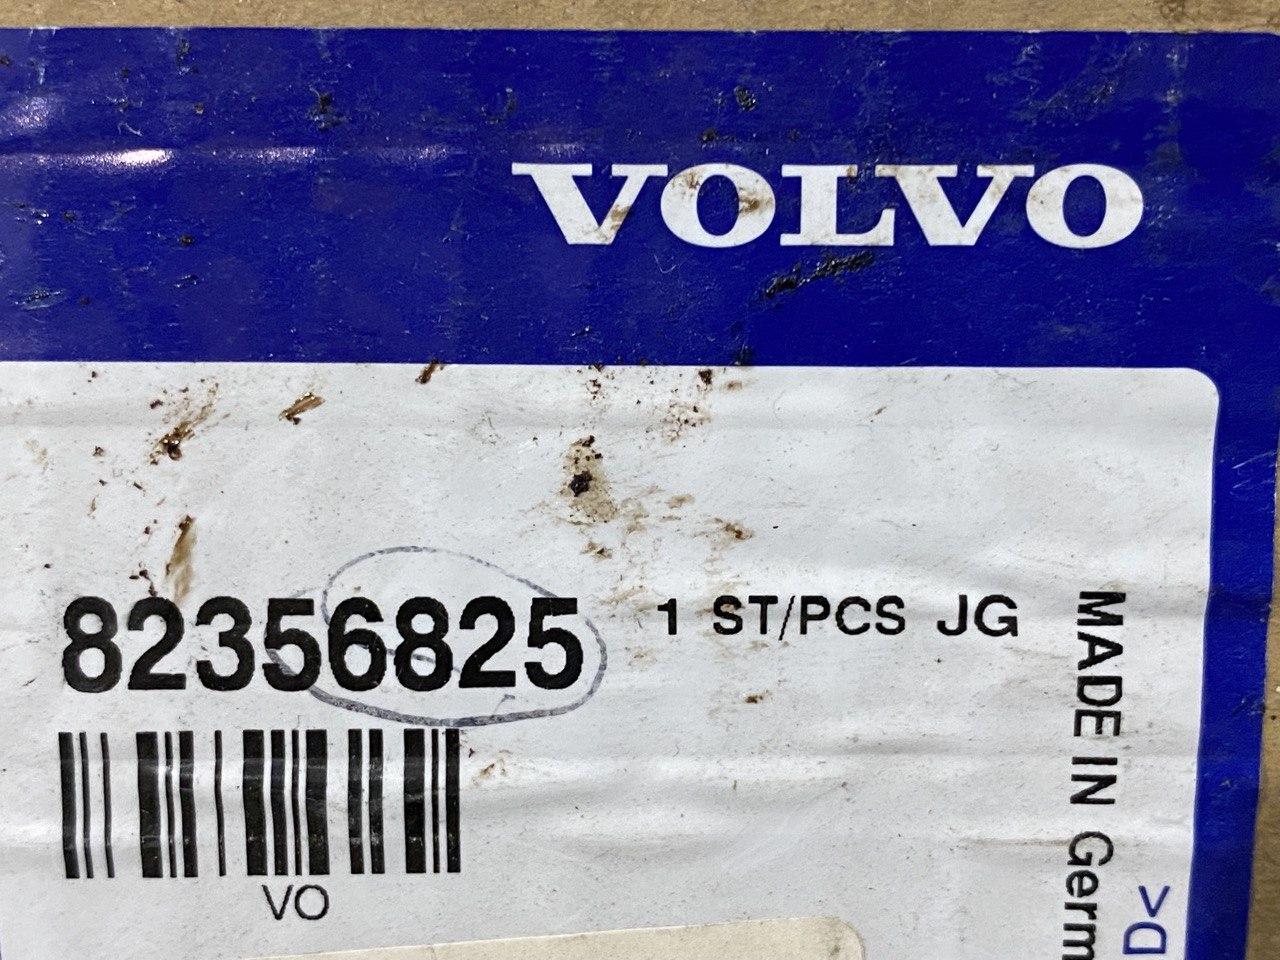 VOLVO
82356825 1 ST/PCS JG
VO
MADE IN Germ
D<